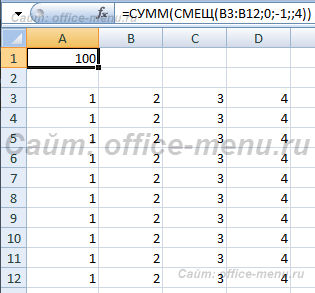 fx =СУММ(СМЕЩ(B3:B12;0;-1;;4))
A B C D
1 100
2
3 1 2 3 4
4 1 2 3 4
5 1 2 3 4
6 1 2 3 4
7 1 2 3 4
8 1 2 3 4
9 1 2 3 4
10 1 2 3 4
11 1 2 3 4
12 1 2 3 4
Сайт: office-menu.ru
Сайт: office-menu.ru
Сайт: office-menu.ru